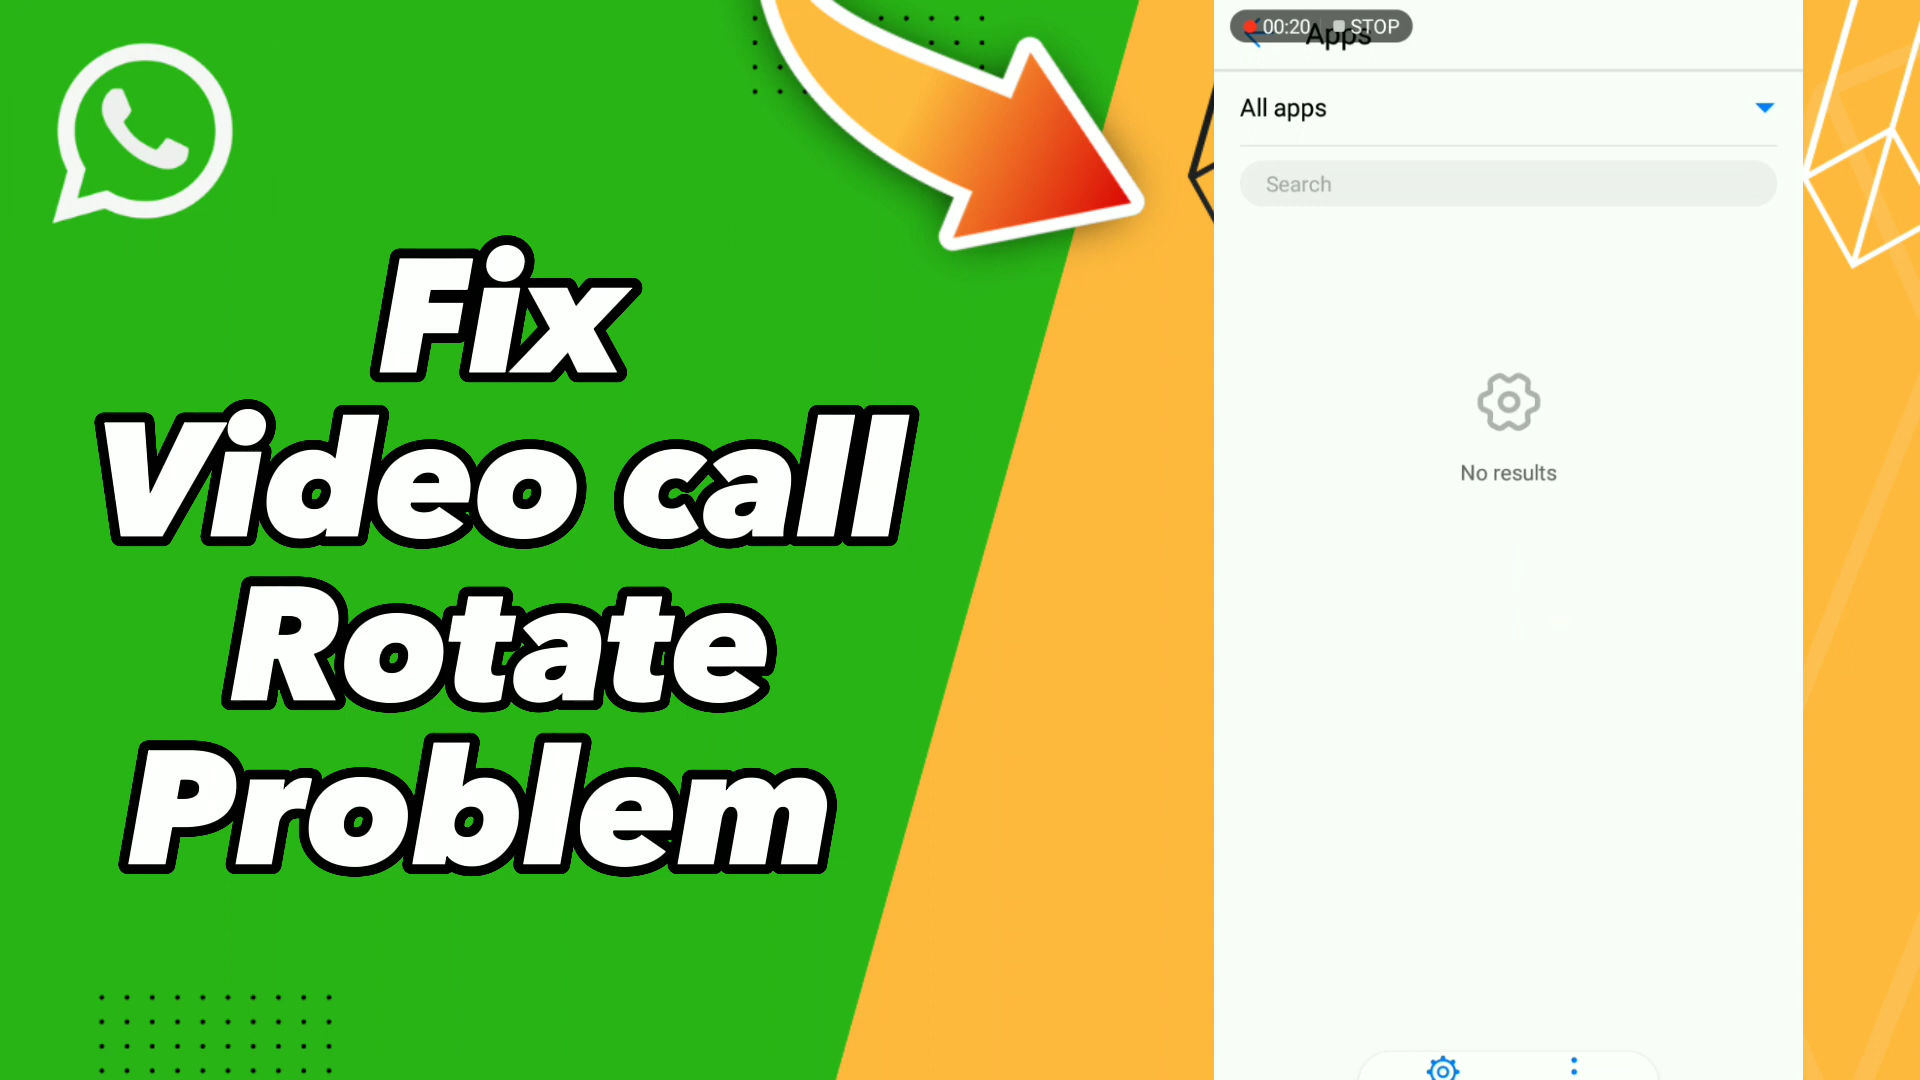 Fix
Video call
Rotate
Problem
00:20 STOP
Apps
All apps
Search
No results